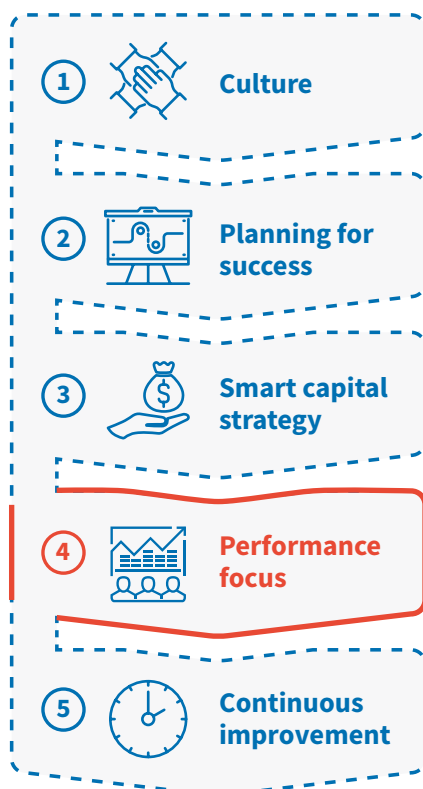 1
Culture
2
Planning for
success
$
3
Smart capital
strategy
4
Performance
focus
5
Continuous
improvement